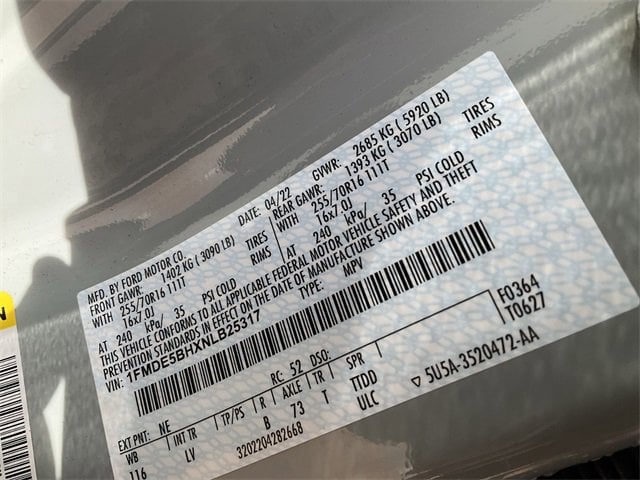 MFD. BY FORD MOTOR CO.
DATE: 04/22 GVWR: 2685 KG ( 5920 LB)
FRONT GAWR: 1402 KG ( 3090 LB) REAR GAWR: 1393 KG ( 3070 LB)
WITH 255/70R16 111T TIRES WITH 255/70R16 111T TIRES
16x7.0J RIMS 16x7.0J RIMS
AT 240 kPa/ 35 PSI COLD AT 240 kPa/ 35 PSI COLD
THIS VEHICLE CONFORMS TO ALL APPLICABLE FEDERAL MOTOR VEHICLE SAFETY AND THEFT
PREVENTION STANDARDS IN EFFECT ON THE DATE OF MANUFACTURE SHOWN ABOVE.
VIN: 1FMDE5BHXNLB25317 TYPE: MPV
F0364
T0627
EXT PNT: NE RC: 52 DSO:
WB INT TR TP/PS R AXLE TR SPR
116 LV B 73 T TTDD
ULC
3202204282668
▽ 5U5A-3520472-AA